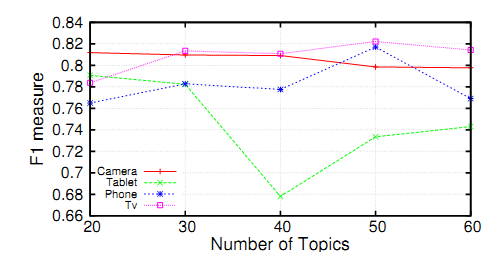 0.84
0.82
0.8
0.78
0.76
0.74
0.72
0.7
0.68
0.66
F1 measure
Camera
Tablet
Phone
Tv
20 30 40 50 60
Number of Topics